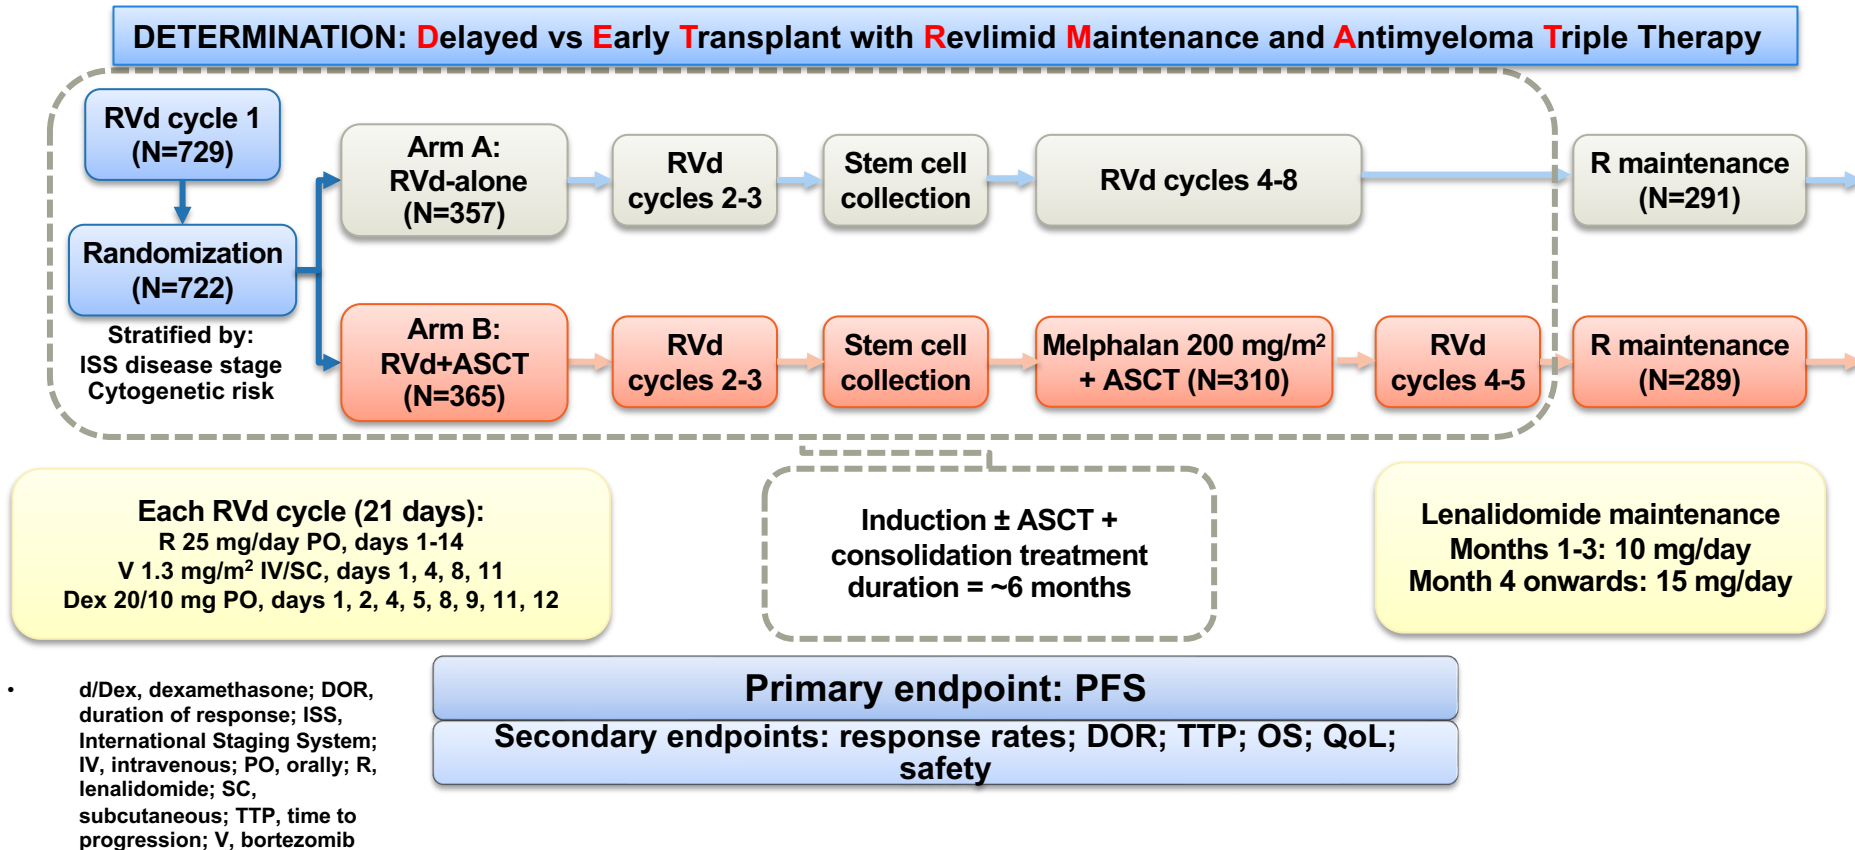 DETERMINATION: Delayed vs Early Transplant with Revlimid Maintenance and Antimyeloma Triple Therapy
RVd cycle 1
(N=729)
Randomization
(N=722)
Stratified by:
ISS disease stage
Cytogenetic risk
Arm A:
RVd-alone
(N=357)
RVd
cycles 2-3
Stem cell
collection
RVd cycles 4-8
R maintenance
(N=291)
Arm B:
RVd+ASCT
(N=365)
RVd
cycles 2-3
Stem cell
collection
Melphalan 200 mg/m²
+ ASCT (N=310)
RVd
cycles 4-5
R maintenance
(N=289)
Each RVd cycle (21 days):
R 25 mg/day PO, days 1-14
V 1.3 mg/m² IV/SC, days 1, 4, 8, 11
Dex 20/10 mg PO, days 1, 2, 4, 5, 8, 9, 11, 12
Induction ± ASCT +
consolidation treatment
duration = ~6 months
Lenalidomide maintenance
Months 1-3: 10 mg/day
Month 4 onwards: 15 mg/day
Primary endpoint: PFS
Secondary endpoints: response rates; DOR; TTP; OS; QoL;
safety
• d/Dex, dexamethasone; DOR,
duration of response; ISS,
International Staging System;
IV, intravenous; PO, orally; R,
lenalidomide; SC,
subcutaneous; TTP, time to
progression; V, bortezomib